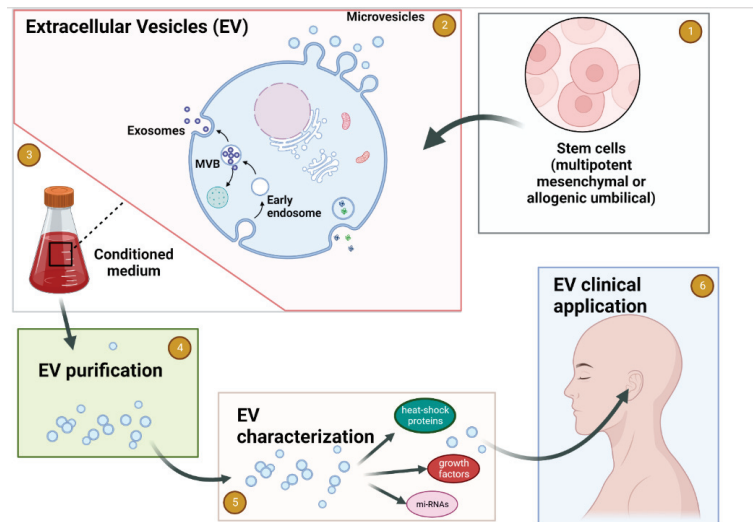 Extracellular Vesicles (EV)
Microvesicles
2
Exosomes
MVB
Early
endosome
1
Stem cells
(multipotent
mesenchymal or
allogenic umbilical)
3
Conditioned
medium
4
EV purification
5
EV
characterization
heat-shock
proteins
growth
factors
mi-RNAs
6
EV clinical
application